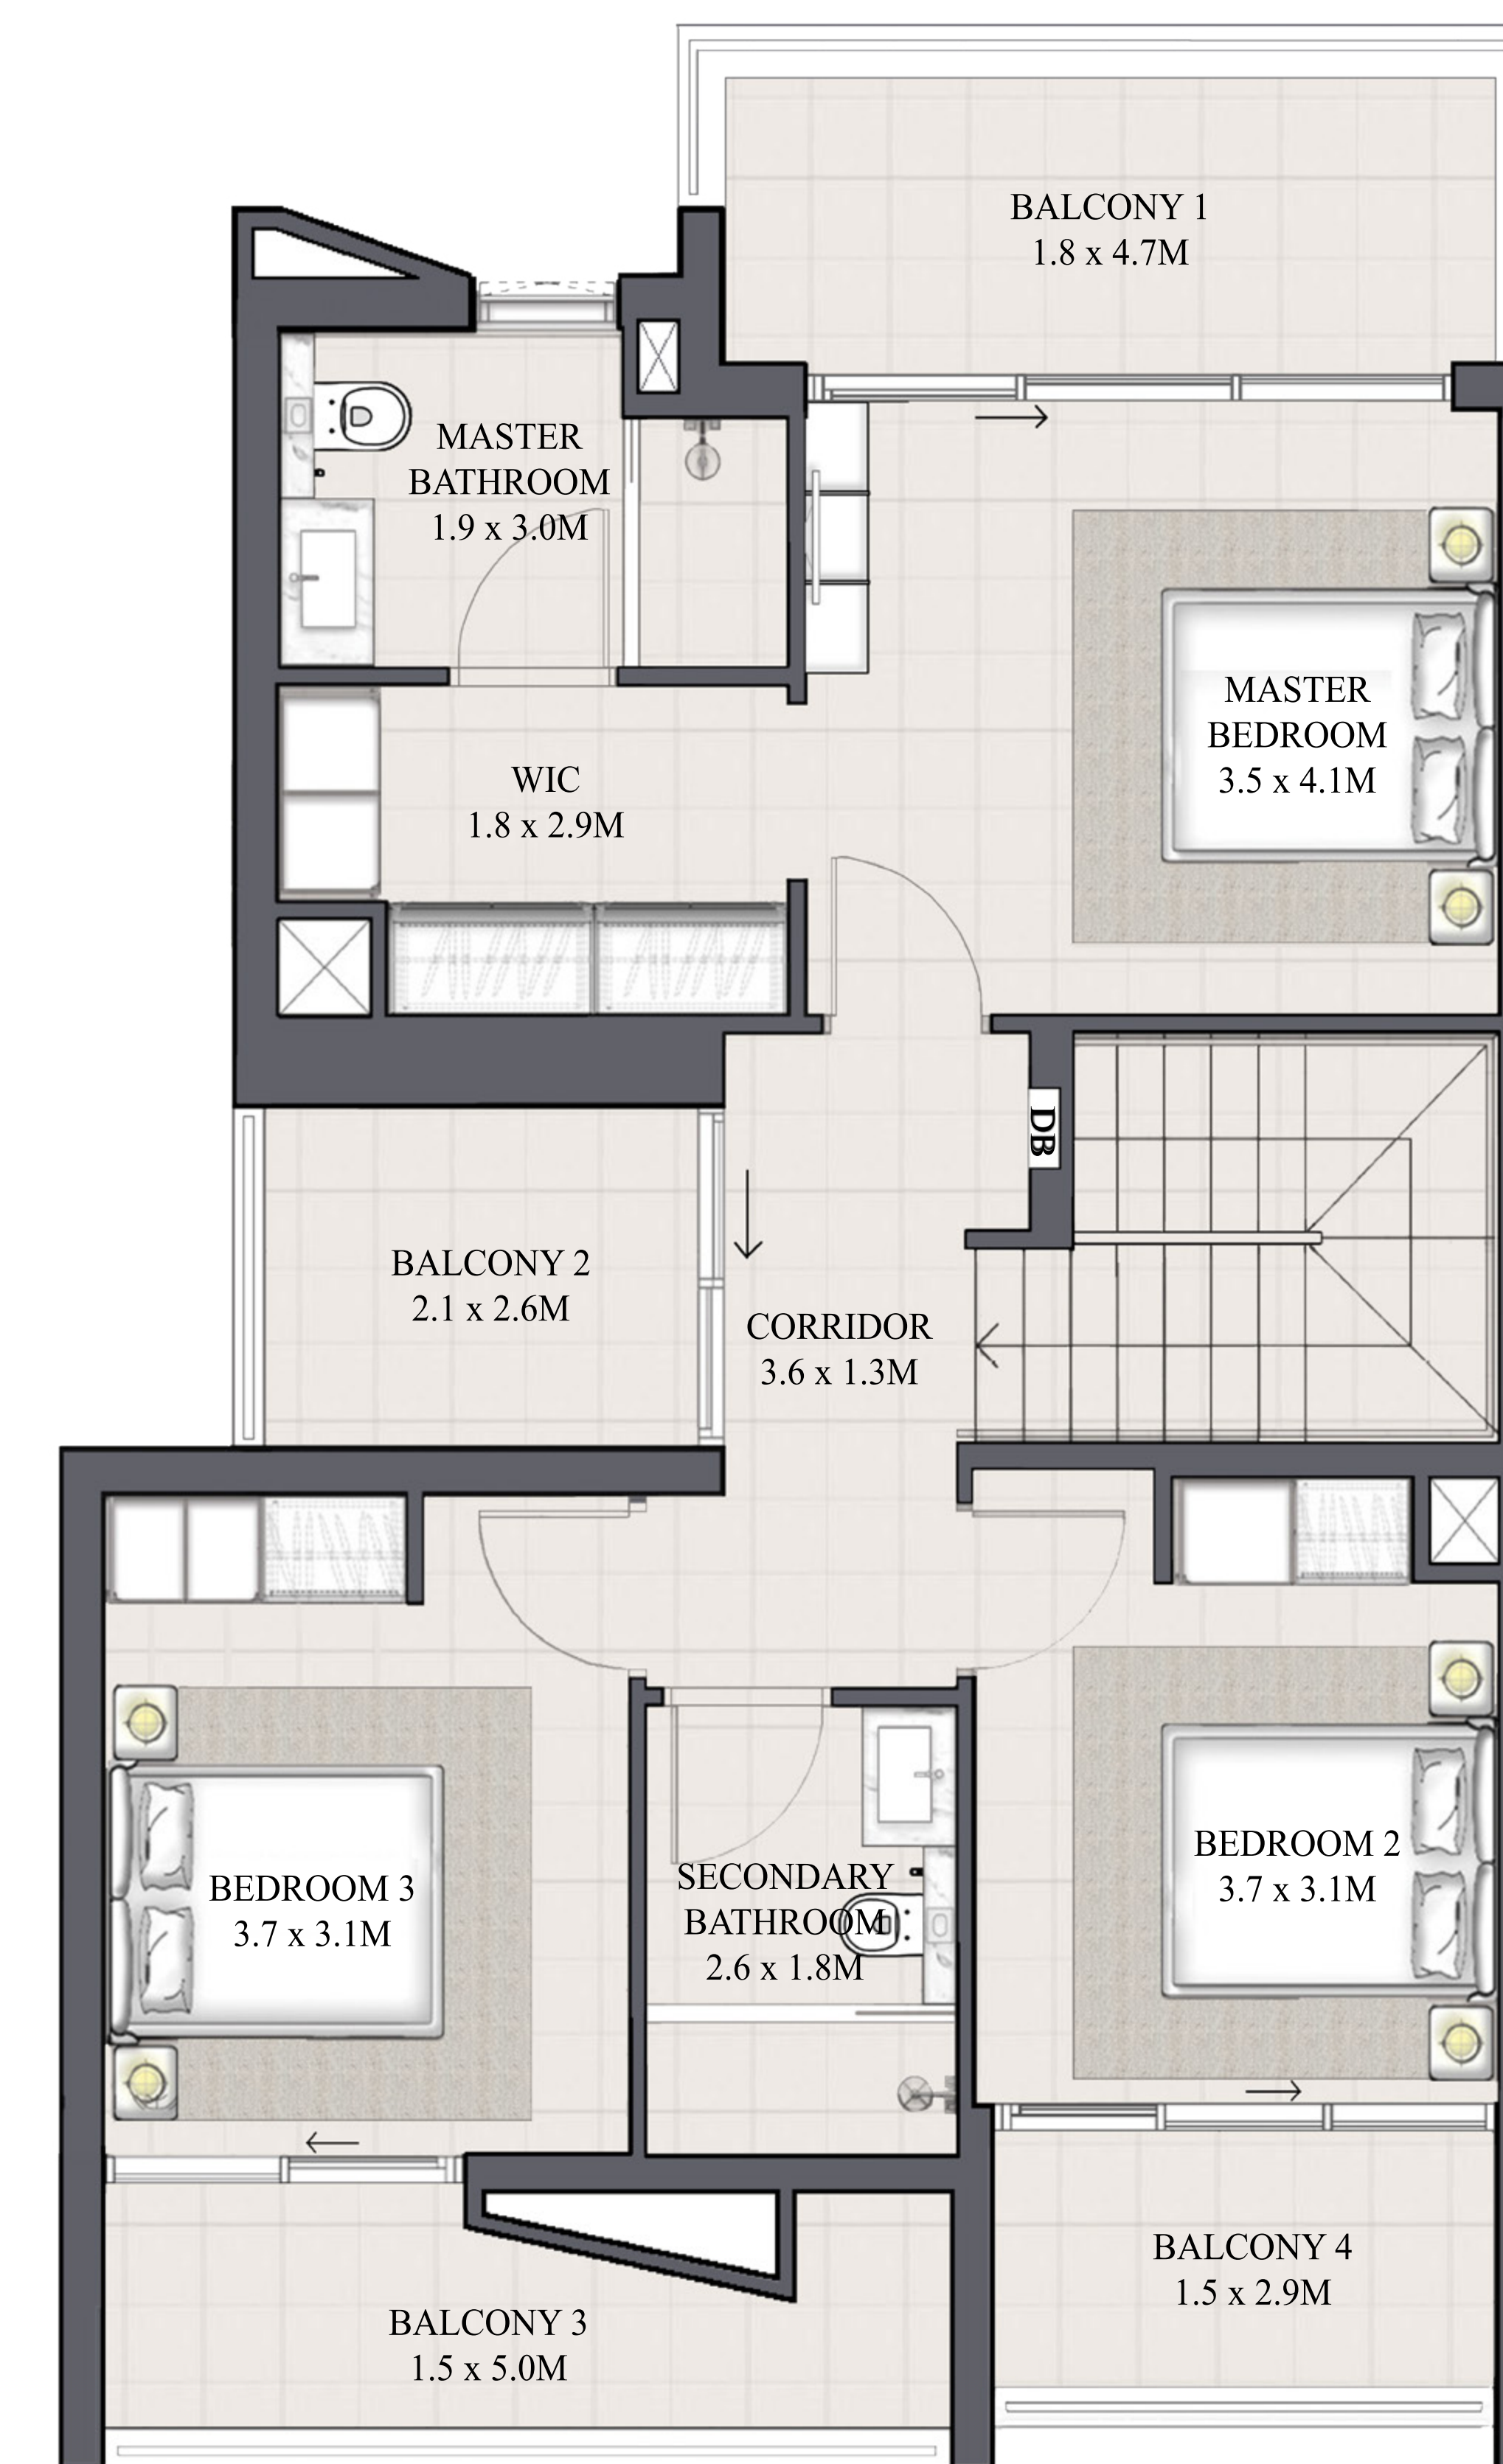 BALCONY 1
1.8 x 4.7M
MASTER
BATHROOM
1.9 x 3.0M
MASTER
BEDROOM
3.5 x 4.1M
WIC
1.8 x 2.9M
DB
BALCONY 2
2.1 x 2.6M
CORRIDOR
3.6 x 1.3M
BEDROOM 3
3.7 x 3.1M
SECONDARY
BATHROOM
2.6 x 1.8M
BEDROOM 2
3.7 x 3.1M
BALCONY 4
1.5 x 2.9M
BALCONY 3
1.5 x 5.0M